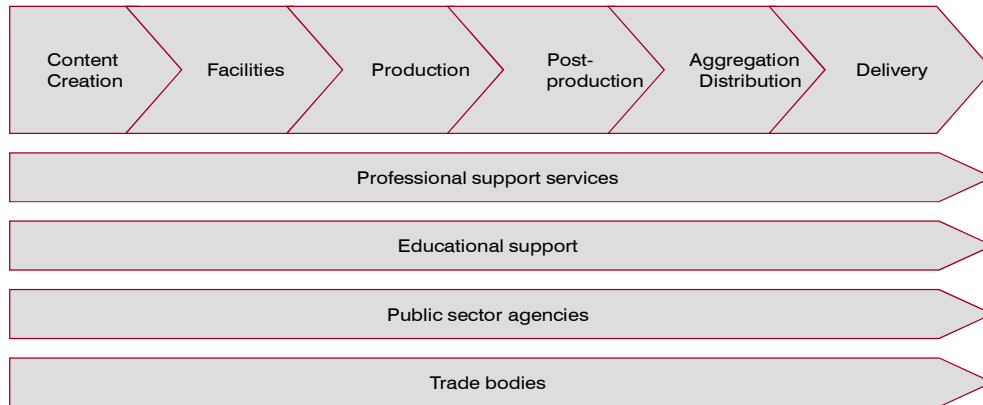 Content
Creation
Facilities
Production
Post-
production
Aggregation
Distribution
Delivery
Professional support services
Educational support
Public sector agencies
Trade bodies